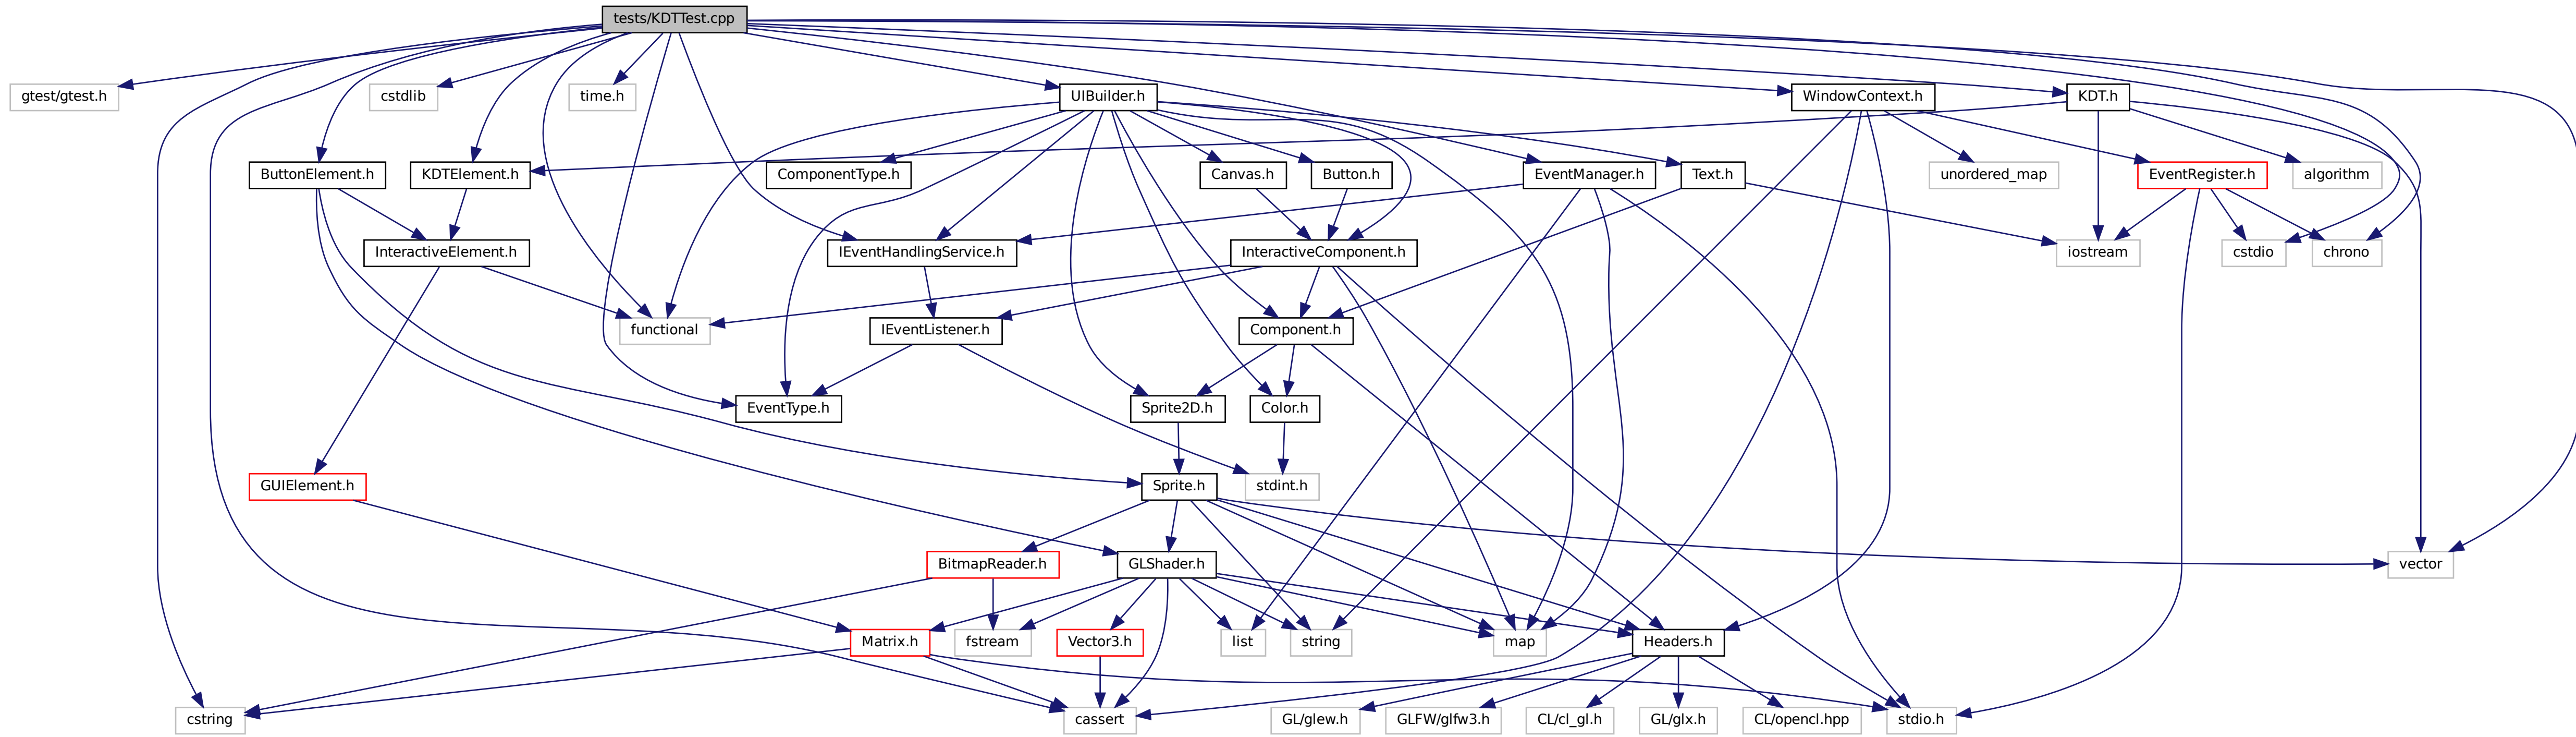 tests/KDTTest.cpp
gtest/gtest.h
cstdlib
time.h
UIBuilder.h
WindowContext.h
KDT.h
ButtonElement.h
KDTElement.h
ComponentType.h
Canvas.h
Button.h
EventManager.h
Text.h
unordered_map
EventRegister.h
algorithm
InteractiveElement.h
IEventHandlingService.h
InteractiveComponent.h
iostream
cstdio
chrono
functional
IEventListener.h
Component.h
EventType.h
Sprite2D.h
Color.h
GUIElement.h
Sprite.h
stdint.h
BitmapReader.h
GLShader.h
vector
Matrix.h
fstream
Vector3.h
list
string
map
Headers.h
cstring
cassert
GL/glew.h
GLFW/glfw3.h
CL/cl_gl.h
GL/glx.h
CL/opencl.hpp
stdio.h